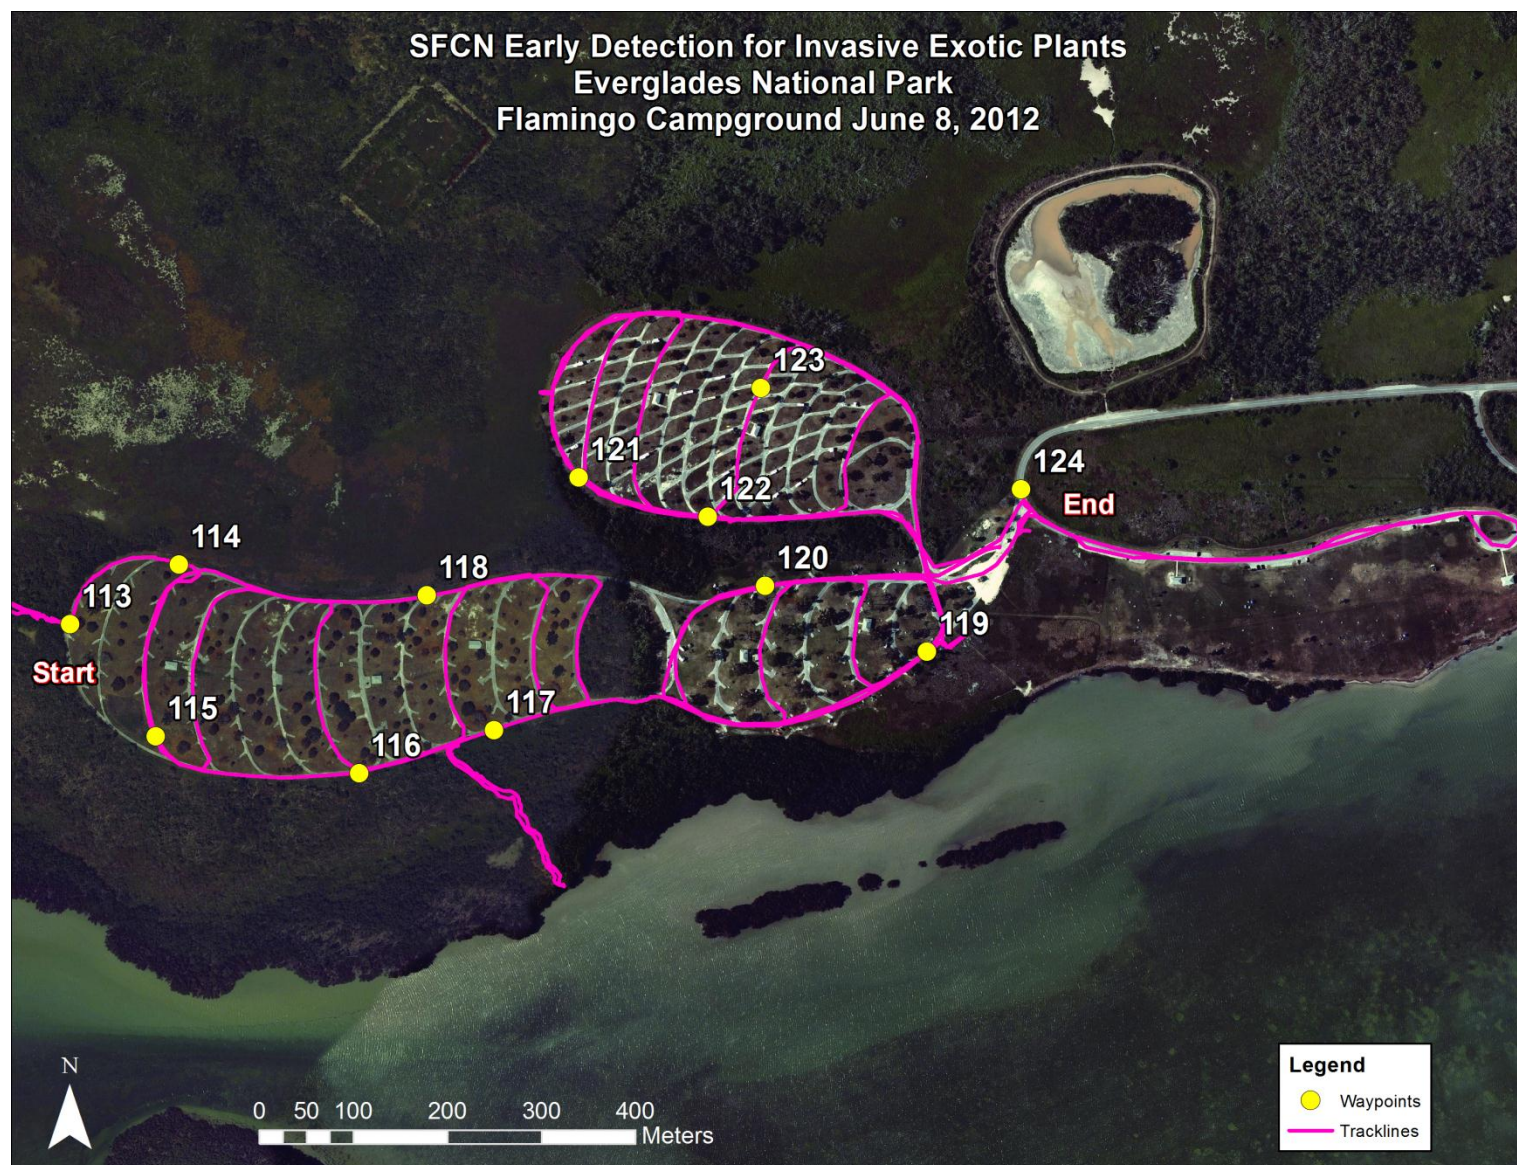 SFCN Early Detection for Invasive Exotic Plants
Everglades National Park
Flamingo Campground June 8, 2012
123
121
122
124
End
114
118
120
113
119
Start
115
117
116
N
0 50 100 200 300 400
Meters
Legend
Waypoints
Tracklines